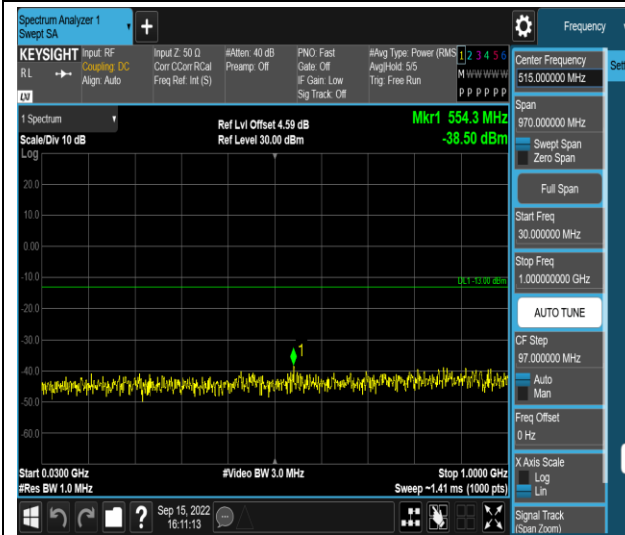 Spectrum Analyzer 1
Swept SA
Frequency
KEYSIGHT
RL
LXI
Input: RF
Coupling: DC
Align: Auto
Input Z: 50 Ω
Corr CCorr RCal
Freq Ref: Int (S)
#Atten: 40 dB
Preamp: Off
PNO: Fast
Gate: Off
IF Gain: Low
Sig Track: Off
#Avg Type: Power (RMS
Avg|Hold: 5/5
Trig: Free Run
1 2 3 4 5 6
M W W W W W
P P P P P P
1 Spectrum
Scale/Div 10 dB
Ref Lvl Offset 4.59 dB
Ref Level 30.00 dBm
Mkr1 554.3 MHz
-38.50 dBm
Log
20.0
10.0
0.00
-10.0
DL1 -13.00 dBm
-20.0
-30.0
1
-40.0
-50.0
-60.0
Start 0.0300 GHz
#Res BW 1.0 MHz
#Video BW 3.0 MHz
Stop 1.0000 GHz
Sweep ~1.41 ms (1000 pts)
Sep 15, 2022
16:11:13
Center Frequency
515.000000 MHz
Sett
Span
970.000000 MHz
Swept Span
Zero Span
Full Span
Start Freq
30.000000 MHz
Stop Freq
1.000000000 GHz
AUTO TUNE
CF Step
97.000000 MHz
Auto
Man
Freq Offset
0 Hz
X Axis Scale
Log
Lin
Signal Track
(Span Zoom)